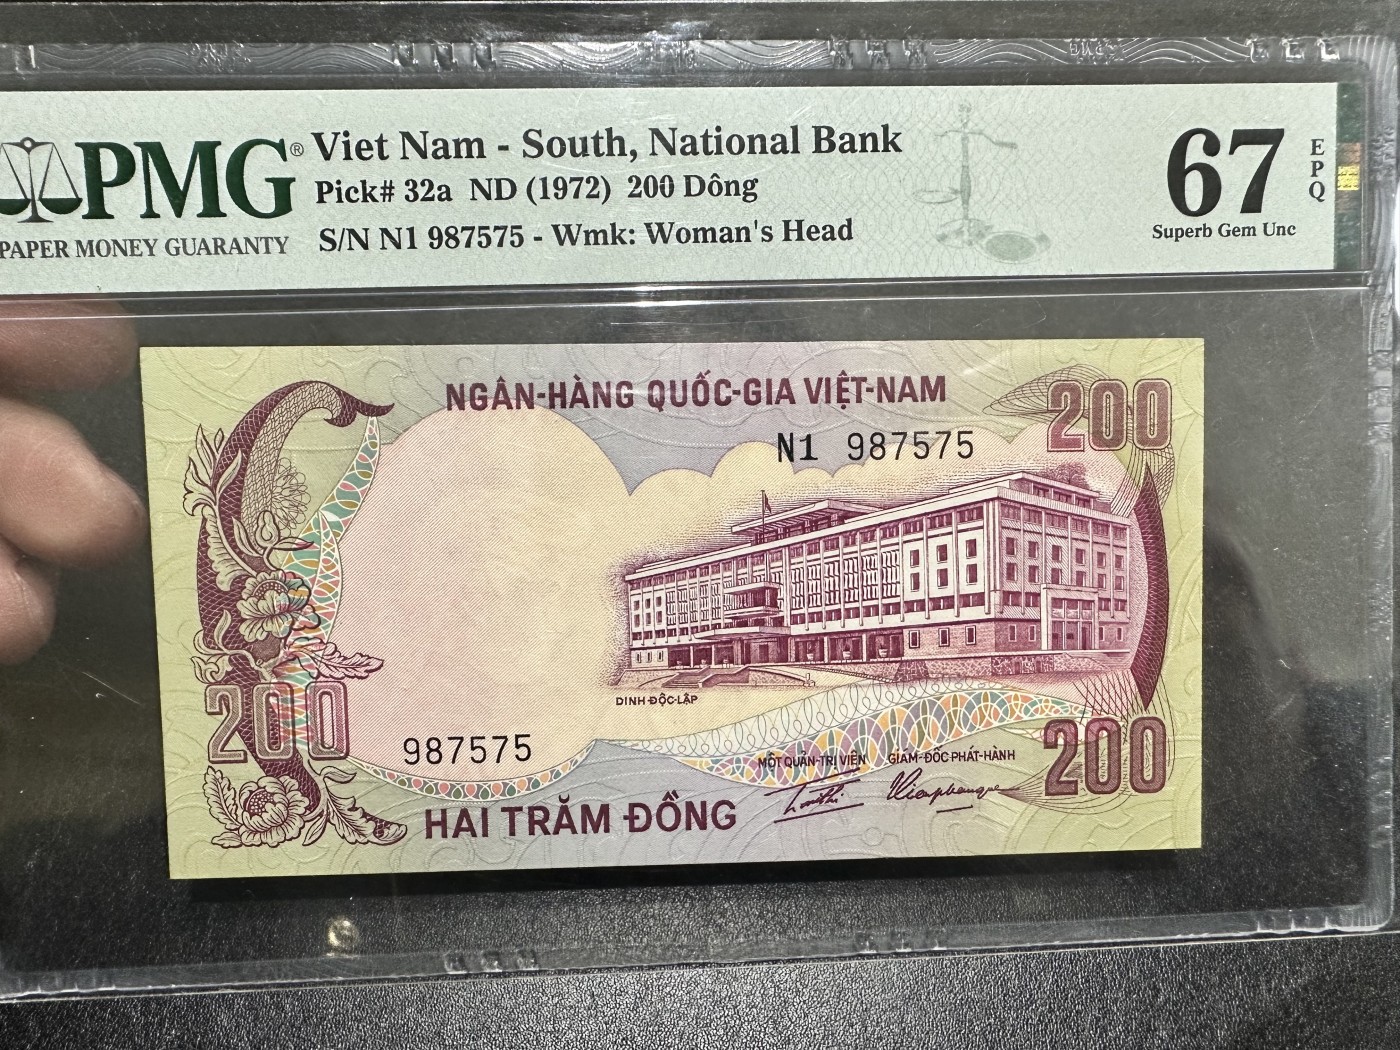 PMG®
PAPER MONEY GUARANTY
Viet Nam - South, National Bank
Pick# 32a ND (1972) 200 Dông
S/N N1 987575 - Wmk: Woman's Head
67
EPQ
Superb Gem Unc
NGÂN-HÀNG QUỐC-GIA VIỆT-NAM
200
N1 987575
DINH ĐỘC-LẬP
200
987575
MỘT QUẢN-TRỊ VIÊN
GIÁM-ĐỐC PHÁT-HÀNH
200
HAI TRĂM ĐỒNG